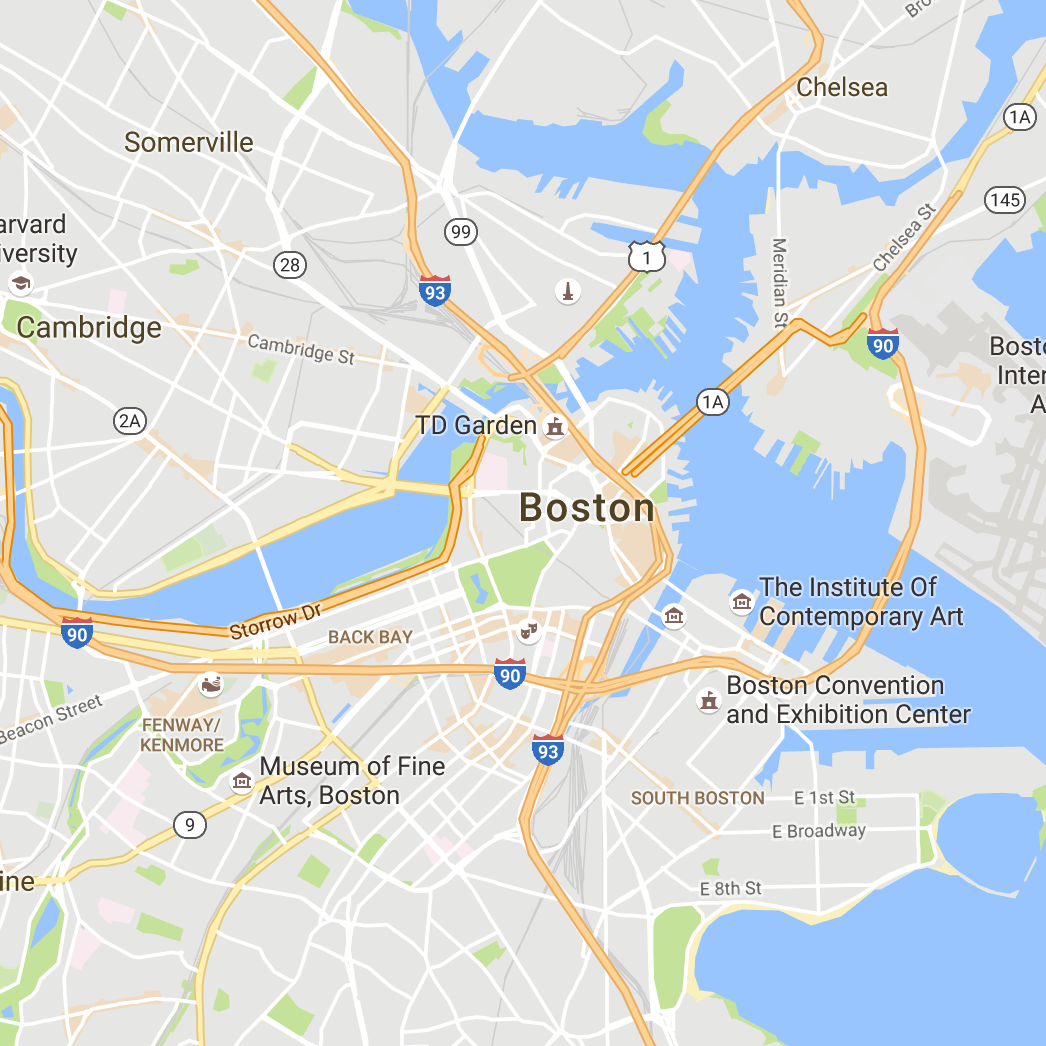 Bro
Chelsea
1A
Somerville
145
arvard
iversity
99
Chelsea St
28
1
Meridian St
93
Cambridge
Cambridge St
90
Bosto
Inter
A
1A
2A
TD Garden
Boston
The Institute Of
Contemporary Art
Storrow Dr
90
BACK BAY
90
Boston Convention
and Exhibition Center
Beacon Street
FENWAY/
KENMORE
93
Museum of Fine
Arts, Boston
SOUTH BOSTON
E 1st St
9
E Broadway
ine
E 8th St